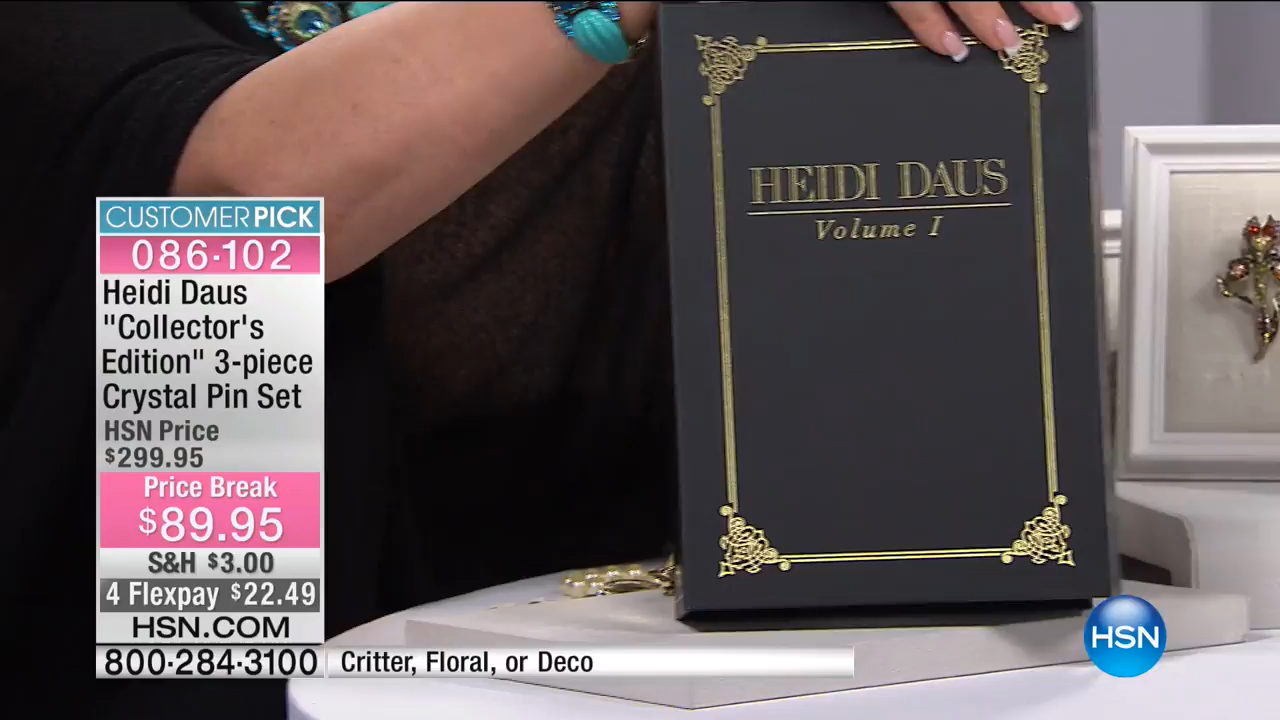 HEIDI DAUS
Volume I
CUSTOMER PICK
086-102
Heidi Daus
"Collector's
Edition" 3-piece
Crystal Pin Set
HSN Price
$299.95
Price Break
$89.95
S&H $3.00
4 Flexpay $22.49
HSN.COM
800-284-3100
Critter, Floral, or Deco
HSN